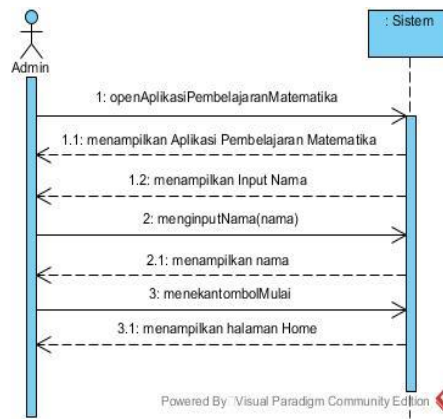 : Sistem
Admin
1: openAplikasiPembelajaranMatematika
1.1: menampilkan Aplikasi Pembelajaran Matematika
1.2: menampilkan Input Nama
2: menginputNama(nama)
2.1: menampilkan nama
3: menekantombolMulai
3.1: menampilkan halaman Home
Powered By Visual Paradigm Community Edition